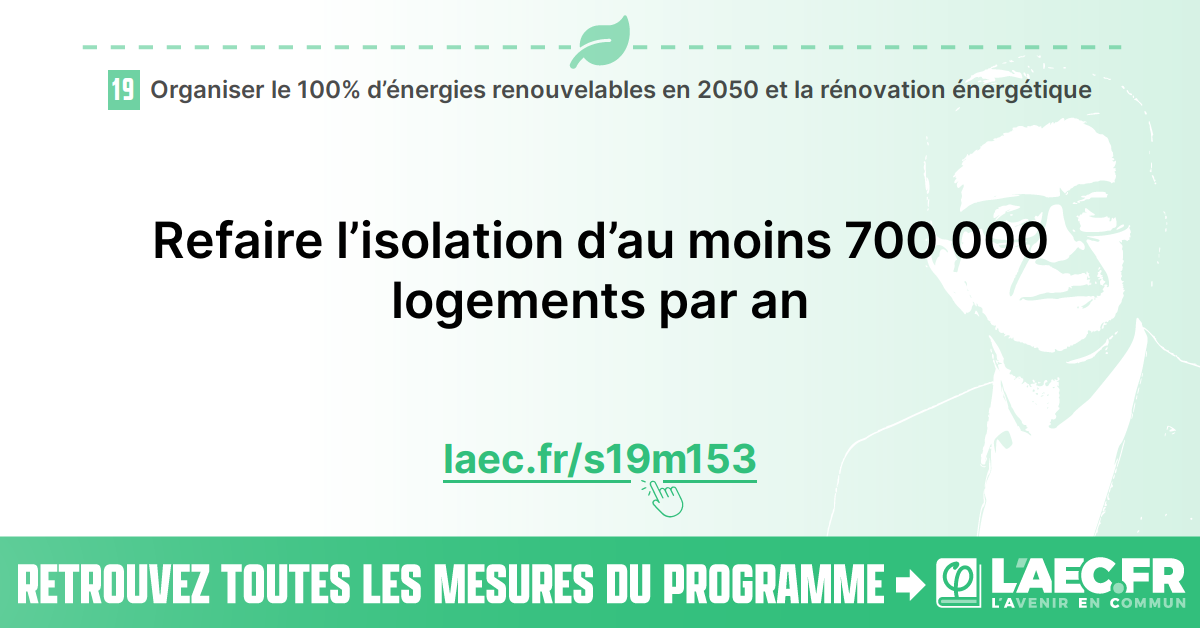 19 Organiser le 100% d’énergies renouvelables en 2050 et la rénovation énergétique
Refaire l’isolation d’au moins 700 000
logements par an
laec.fr/s19m153
RETROUVEZ TOUTES LES MESURES DU PROGRAMME
φ L'AEC.FR
L'AVENIR EN COMMUN